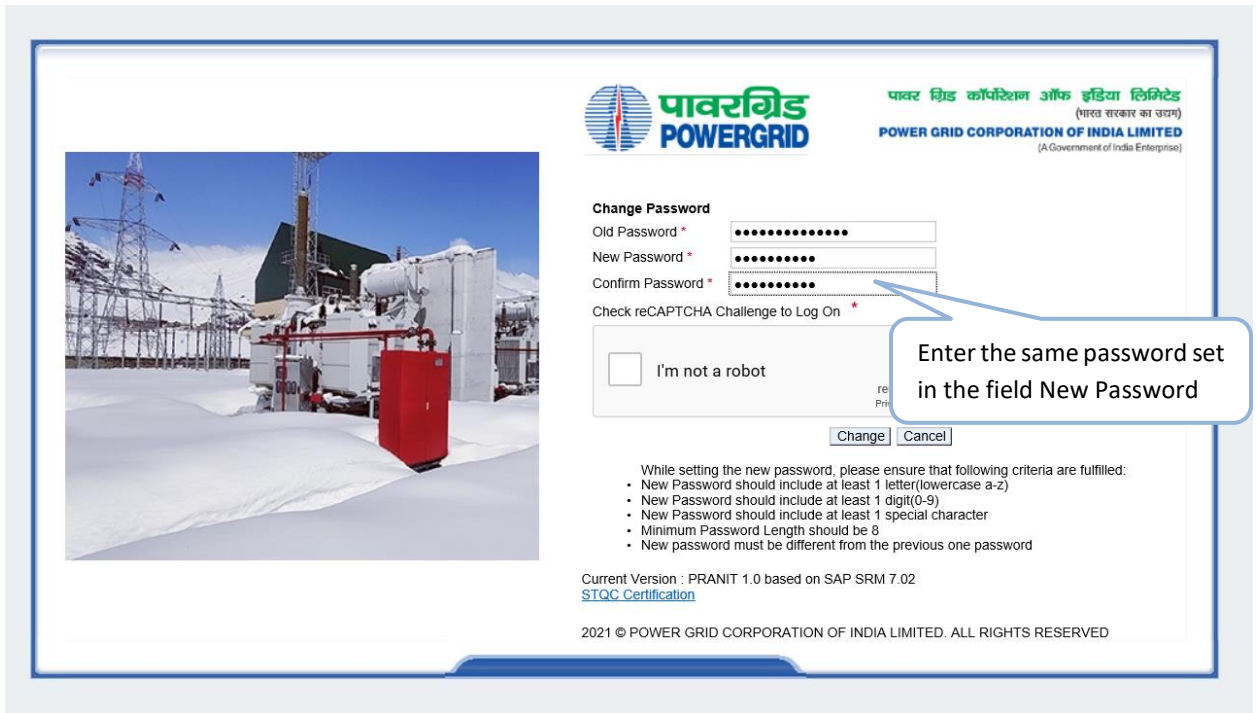 पावरग्रिड
POWERGRID
पावर ग्रिड कॉर्पोरेशन ऑफ इंडिया लिमिटेड
(भारत सरकार का उद्यम)
POWER GRID CORPORATION OF INDIA LIMITED
(A Government of India Enterprise)
Change Password
Old Password * ●●●●●●●●●●●●●●
New Password * ●●●●●●●●●●
Confirm Password * ●●●●●●●●●●
Check reCAPTCHA Challenge to Log On *
I'm not a robot
Enter the same password set
in the field New Password
Change Cancel
While setting the new password, please ensure that following criteria are fulfilled:
• New Password should include at least 1 letter(lowercase a-z)
• New Password should include at least 1 digit(0-9)
• New Password should include at least 1 special character
• Minimum Password Length should be 8
• New password must be different from the previous one password
Current Version : PRANIT 1.0 based on SAP SRM 7.02
STQC Certification
2021 © POWER GRID CORPORATION OF INDIA LIMITED. ALL RIGHTS RESERVED